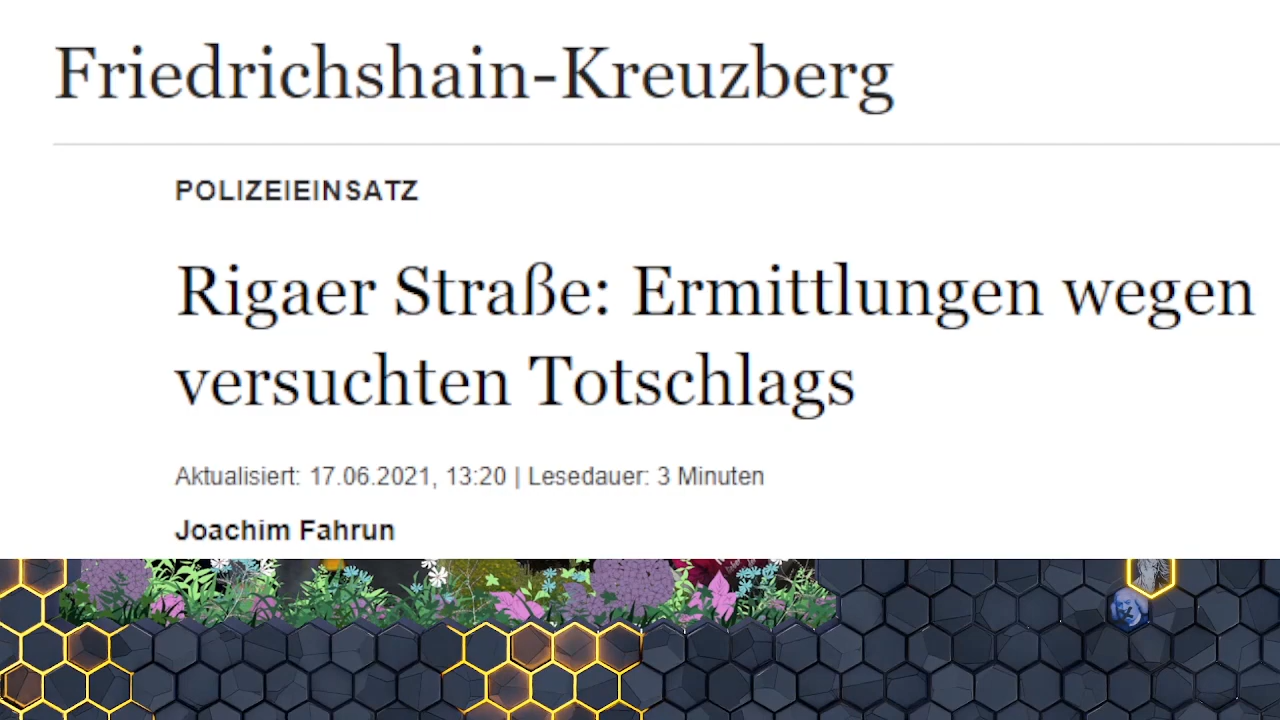 Friedrichshain-Kreuzberg
POLIZEIEINSATZ
Rigaer Straße: Ermittlungen wegen
versuchten Totschlags
Aktualisiert: 17.06.2021, 13:20 | Lesedauer: 3 Minuten
Joachim Fahrun